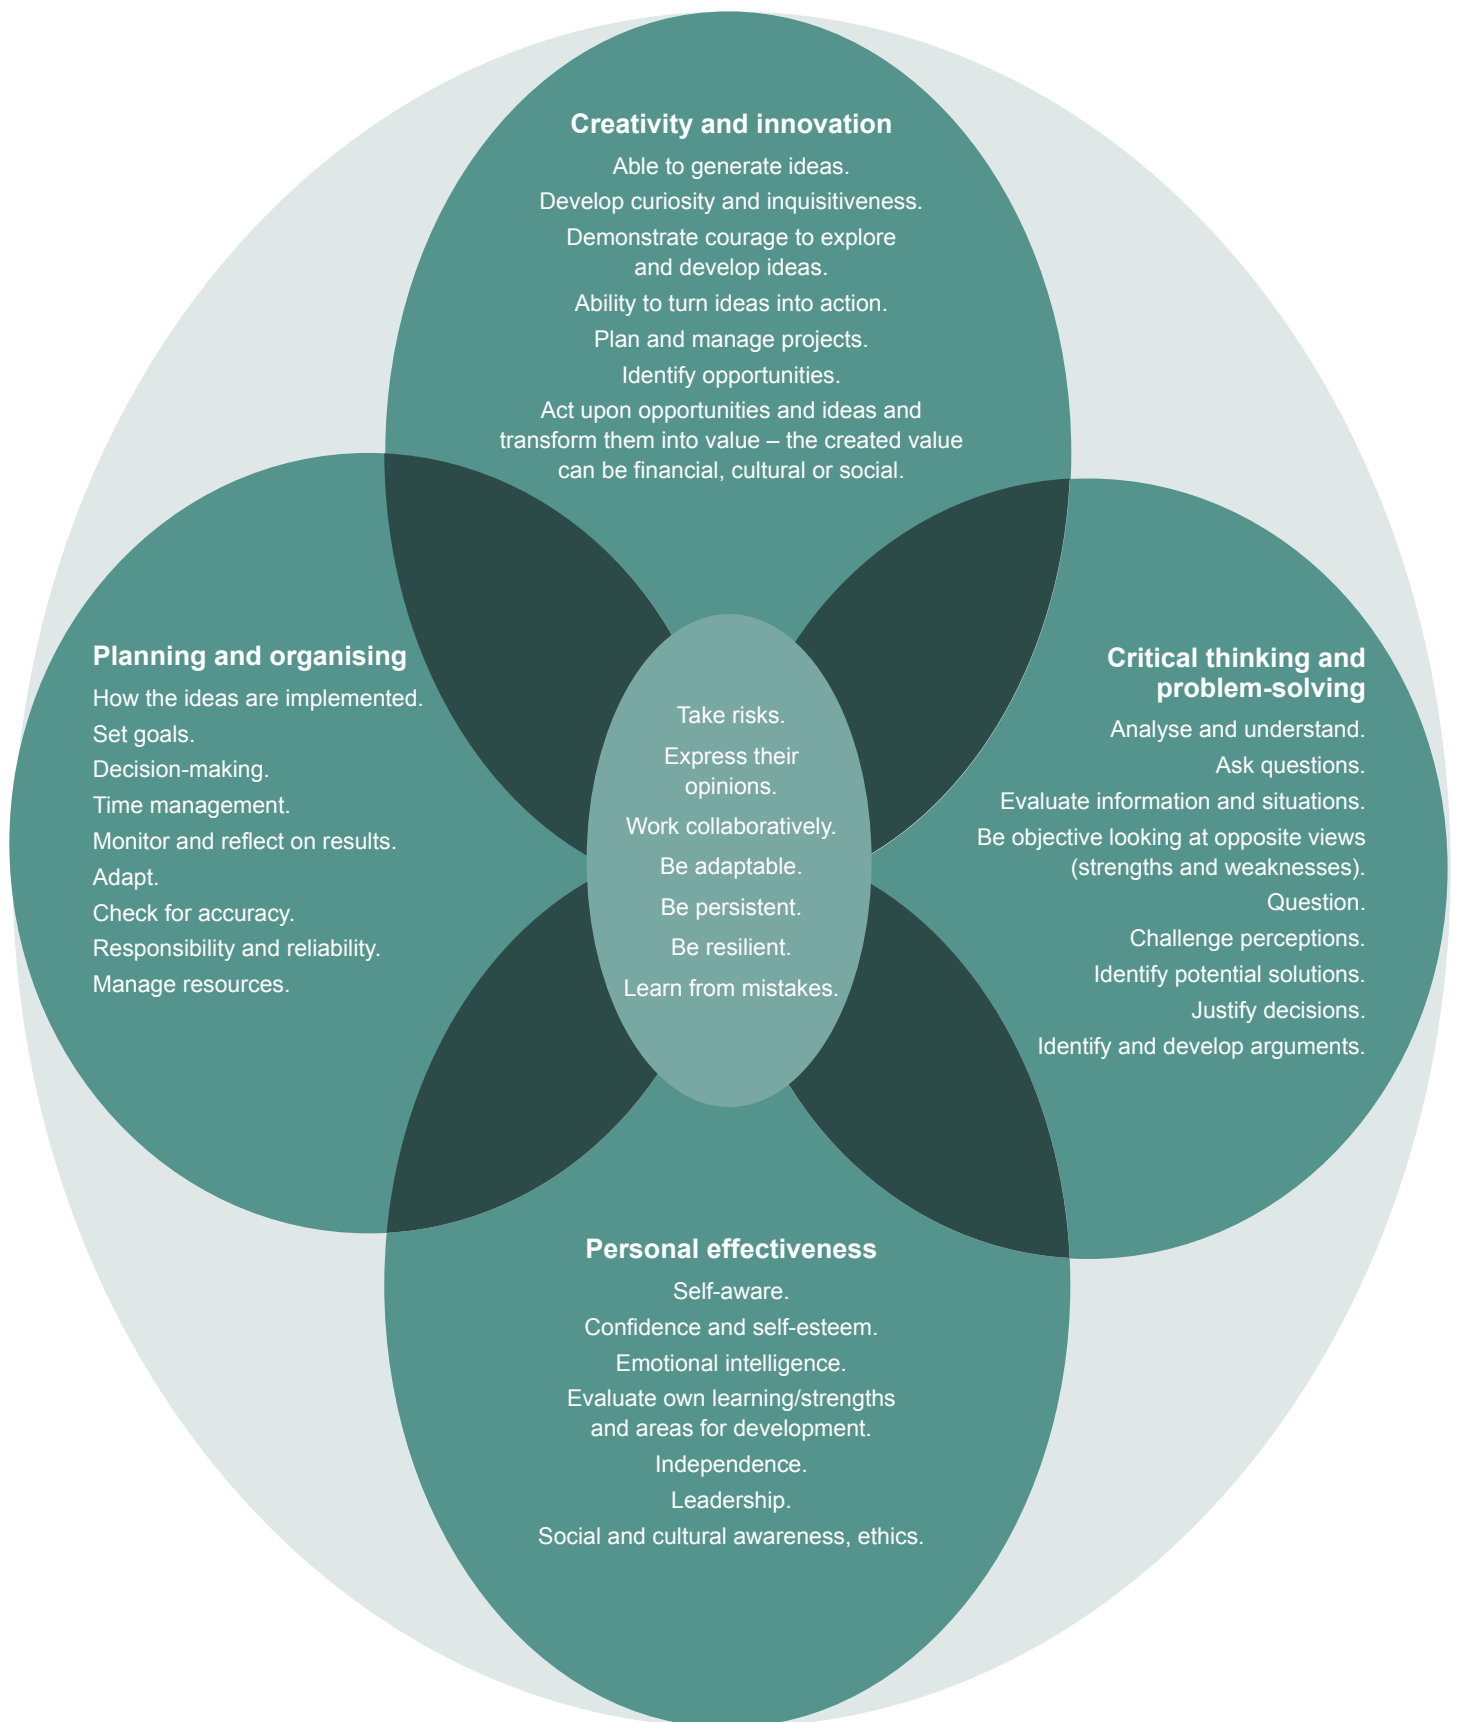 Creativity and innovation
Able to generate ideas.
Develop curiosity and inquisitiveness.
Demonstrate courage to explore
and develop ideas.
Ability to turn ideas into action.
Plan and manage projects.
Identify opportunities.
Act upon opportunities and ideas and
transform them into value – the created value
can be financial, cultural or social.
Planning and organising
How the ideas are implemented.
Set goals.
Decision-making.
Time management.
Monitor and reflect on results.
Adapt.
Check for accuracy.
Responsibility and reliability.
Manage resources.
Take risks.
Express their
opinions.
Work collaboratively.
Be adaptable.
Be persistent.
Be resilient.
Learn from mistakes.
Critical thinking and
problem-solving
Analyse and understand.
Ask questions.
Evaluate information and situations.
Be objective looking at opposite views
(strengths and weaknesses).
Question.
Challenge perceptions.
Identify potential solutions.
Justify decisions.
Identify and develop arguments.
Personal effectiveness
Self-aware.
Confidence and self-esteem.
Emotional intelligence.
Evaluate own learning/strengths
and areas for development.
Independence.
Leadership.
Social and cultural awareness, ethics.